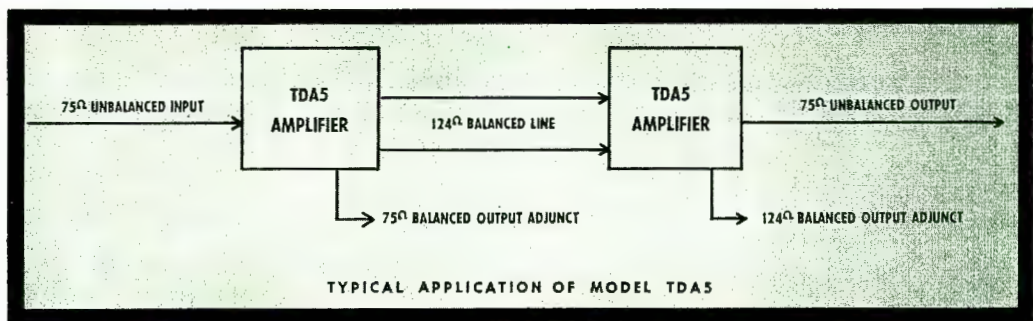 75Ω UNBALANCED INPUT
TDA5
AMPLIFIER
124Ω BALANCED LINE
TDA5
AMPLIFIER
75Ω UNBALANCED OUTPUT
75Ω BALANCED OUTPUT ADJUNCT
124Ω BALANCED OUTPUT ADJUNCT
TYPICAL APPLICATION OF MODEL TDA5